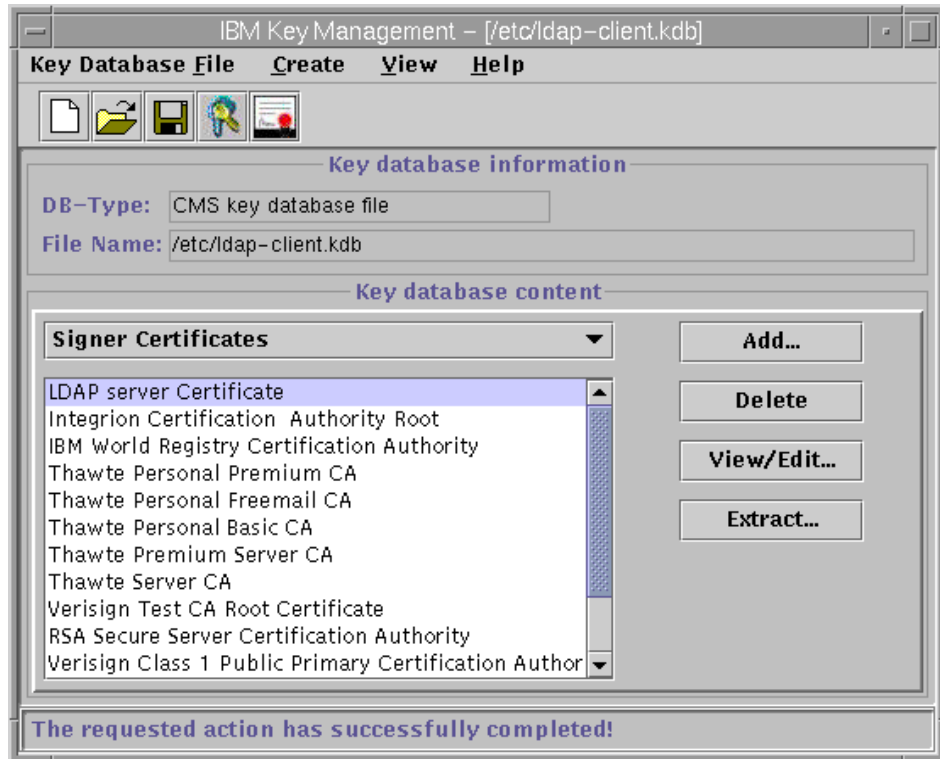 IBM Key Management – [/etc/ldap–client.kdb]
Key Database File Create View Help
Key database information
DB–Type: CMS key database file
File Name: /etc/ldap–client.kdb
Key database content
Signer Certificates
Add...
LDAP server Certificate
Delete
Integrion Certification Authority Root
IBM World Registry Certification Authority
View/Edit...
Thawte Personal Premium CA
Thawte Personal Freemail CA
Extract...
Thawte Personal Basic CA
Thawte Premium Server CA
Thawte Server CA
Verisign Test CA Root Certificate
RSA Secure Server Certification Authority
Verisign Class 1 Public Primary Certification Author
The requested action has successfully completed!